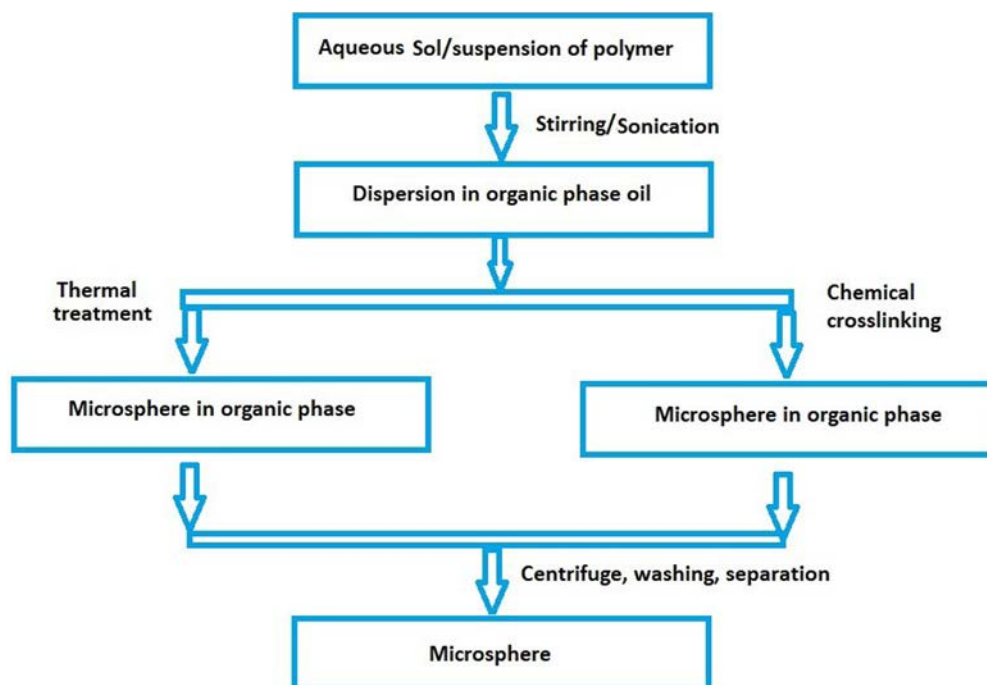 Aqueous Sol/suspension of polymer
Stirring/Sonication
Dispersion in organic phase oil
Thermal
treatment
Chemical
crosslinking
Microsphere in organic phase
Microsphere in organic phase
Centrifuge, washing, separation
Microsphere